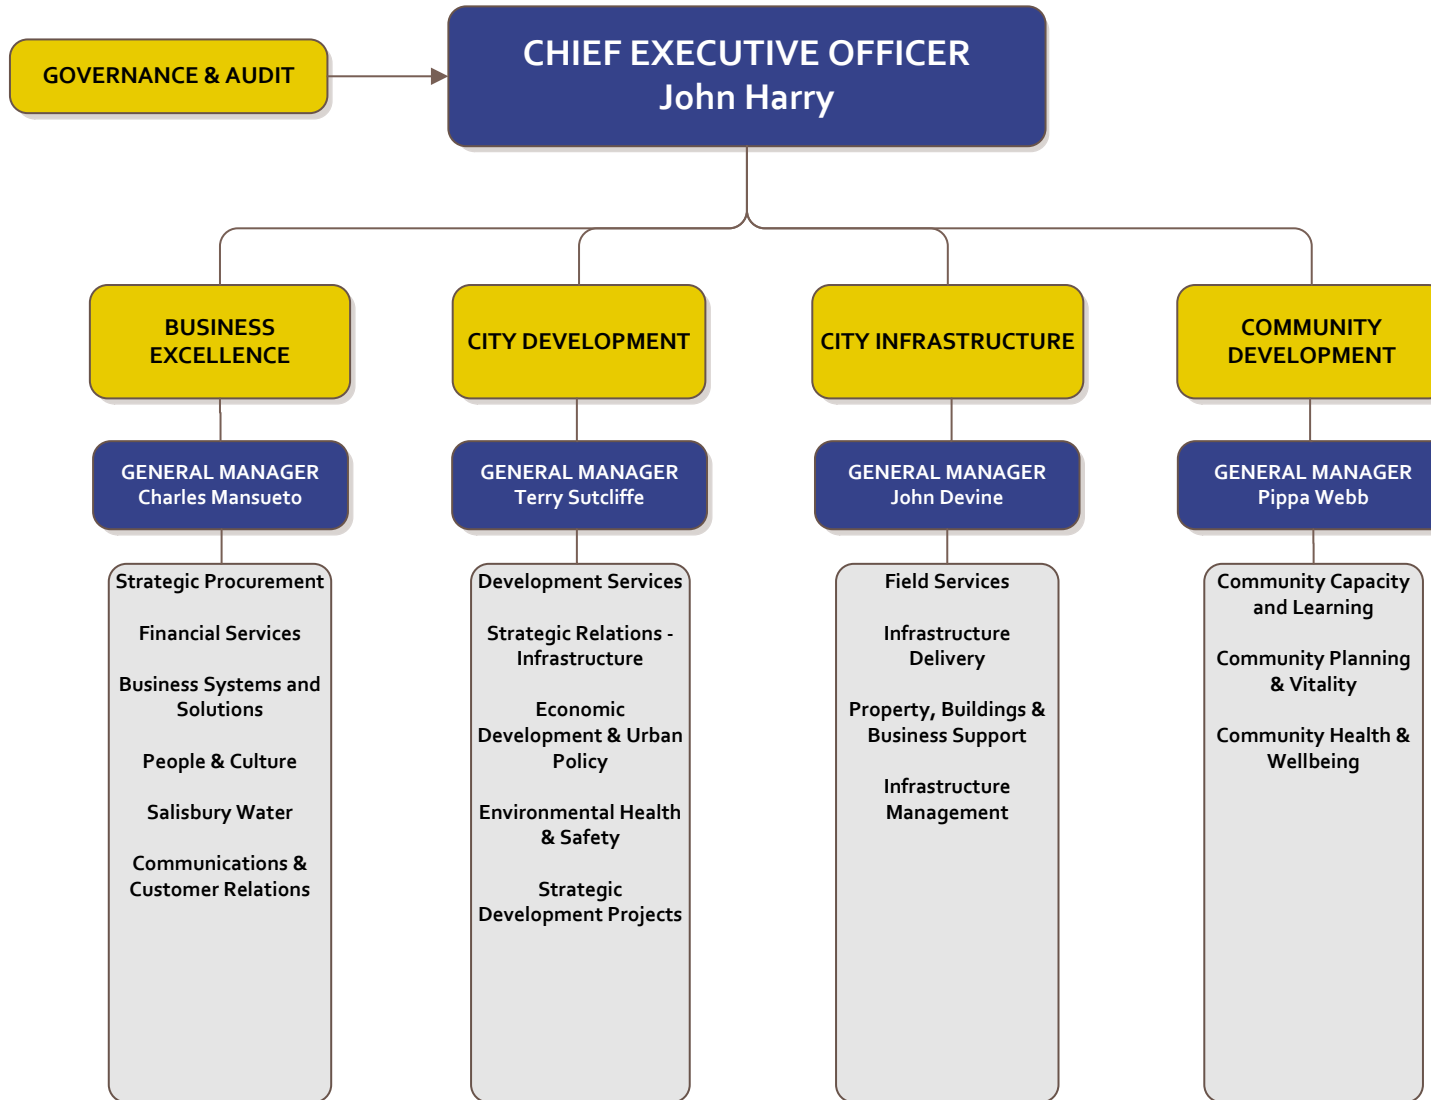 GOVERNANCE & AUDIT
CHIEF EXECUTIVE OFFICER
John Harry
BUSINESS
EXCELLENCE
CITY DEVELOPMENT
CITY INFRASTRUCTURE
COMMUNITY
DEVELOPMENT
GENERAL MANAGER
Charles Mansueto
GENERAL MANAGER
Terry Sutcliffe
GENERAL MANAGER
John Devine
GENERAL MANAGER
Pippa Webb
Strategic Procurement
Financial Services
Business Systems and
Solutions
People & Culture
Salisbury Water
Communications &
Customer Relations
Development Services
Strategic Relations -
Infrastructure
Economic
Development & Urban
Policy
Environmental Health
& Safety
Strategic
Development Projects
Field Services
Infrastructure
Delivery
Property, Buildings &
Business Support
Infrastructure
Management
Community Capacity
and Learning
Community Planning
& Vitality
Community Health &
Wellbeing